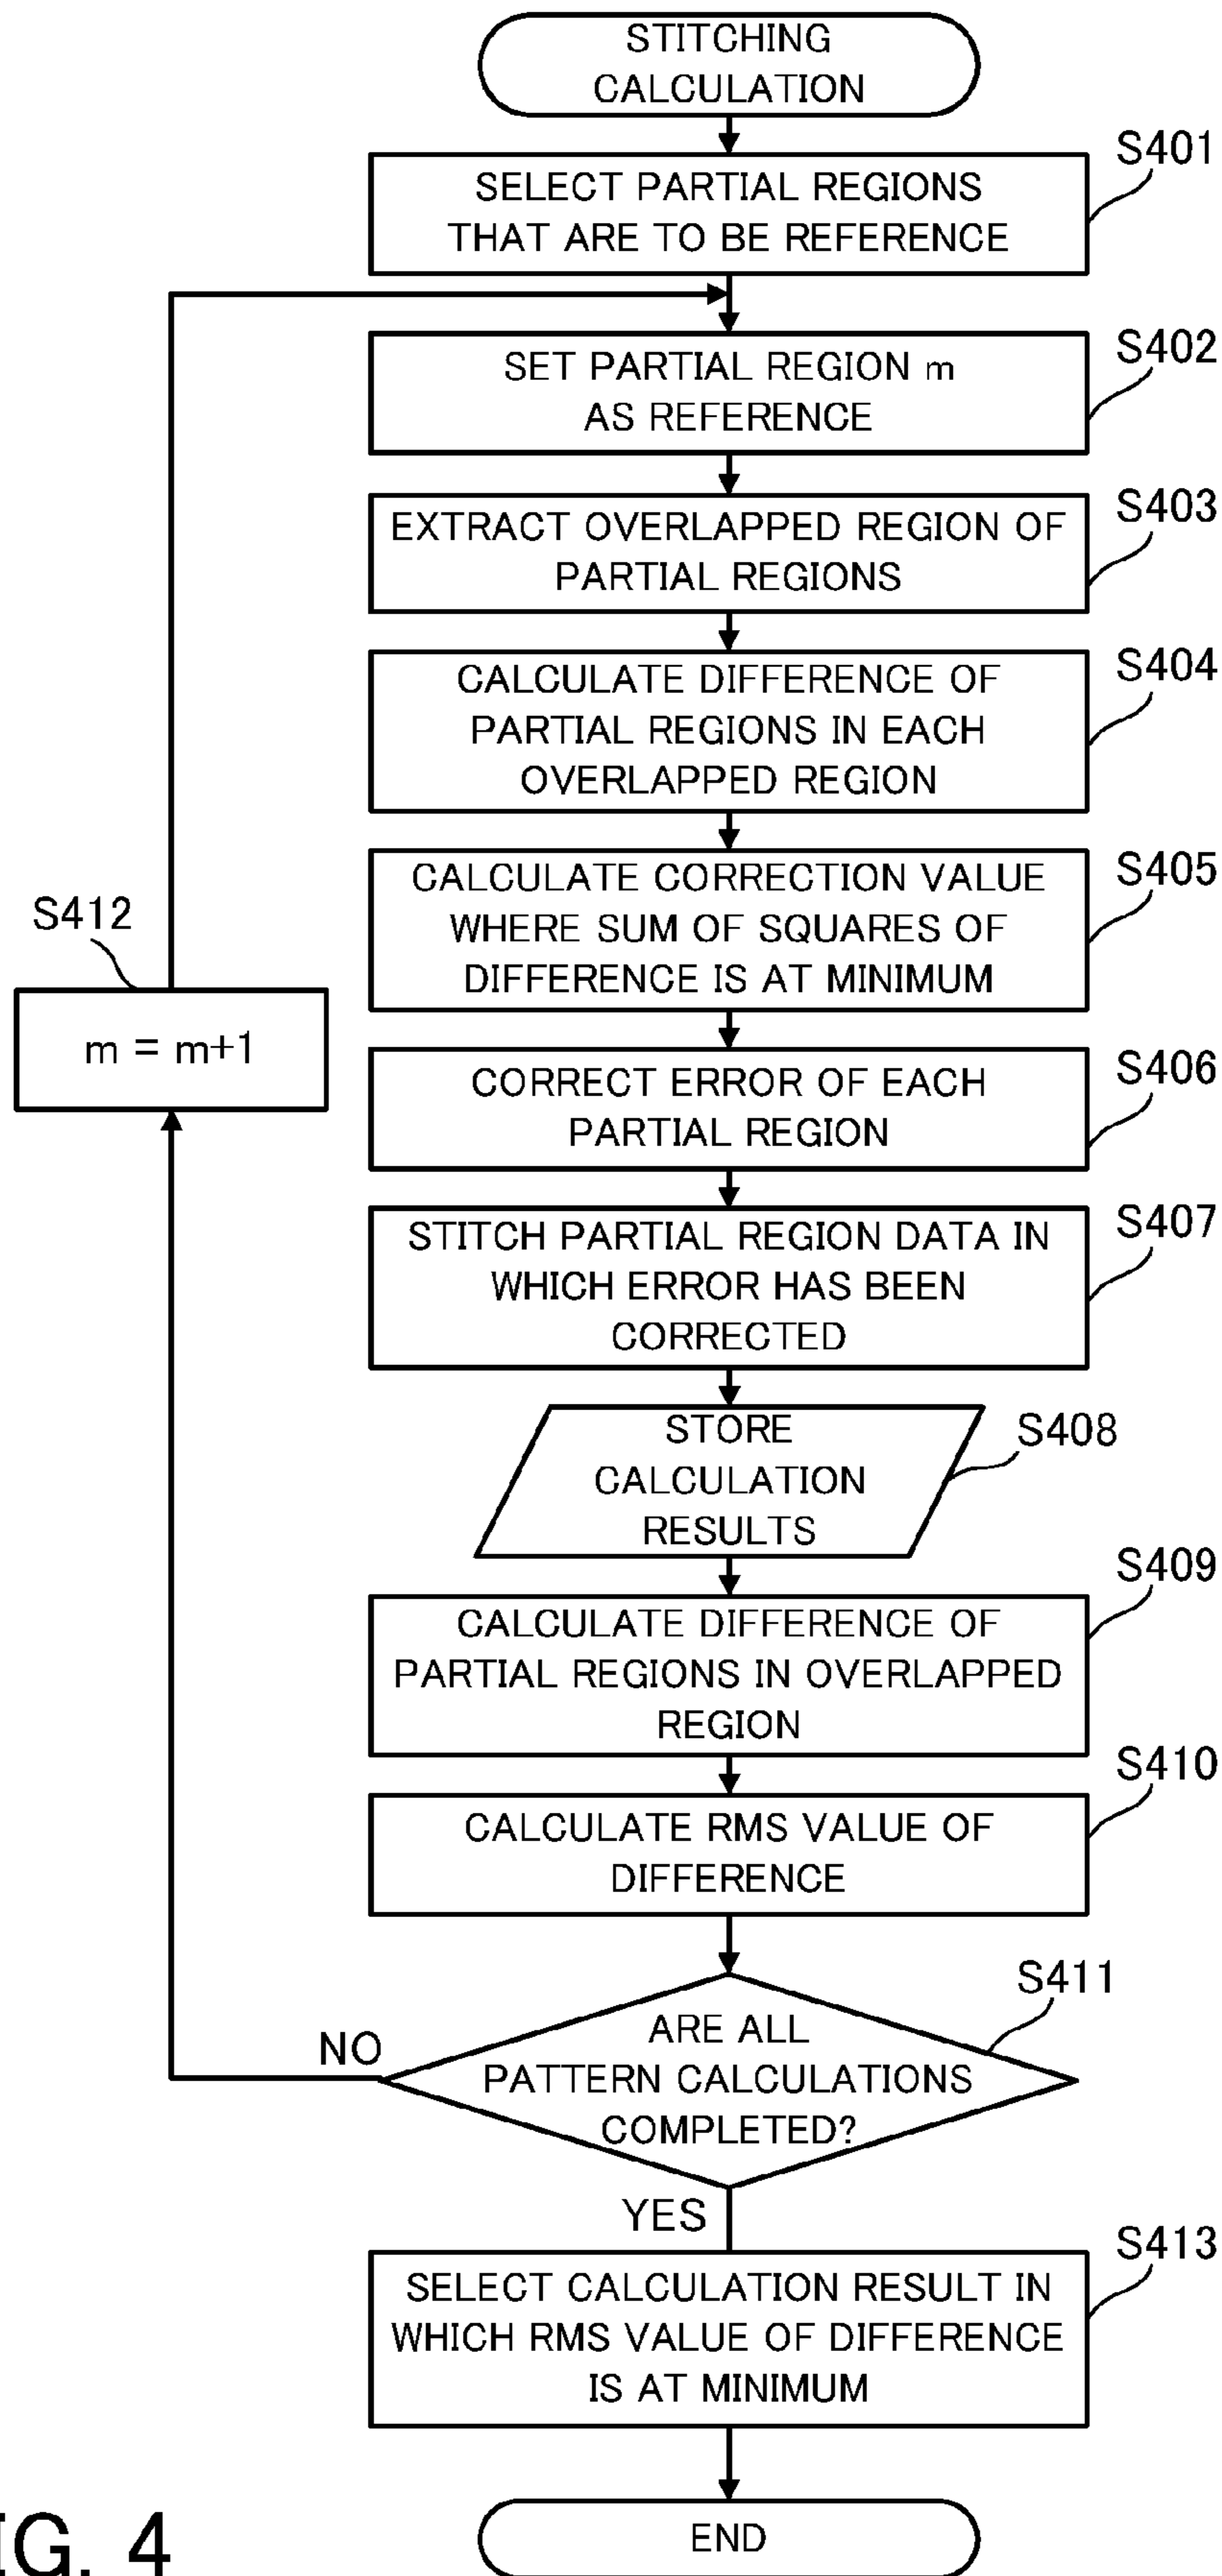 STITCHING
CALCULATION
S401
SELECT PARTIAL REGIONS
THAT ARE TO BE REFERENCE
S402
SET PARTIAL REGION m
AS REFERENCE
S403
EXTRACT OVERLAPPED REGION OF
PARTIAL REGIONS
S404
CALCULATE DIFFERENCE OF
PARTIAL REGIONS IN EACH
OVERLAPPED REGION
S405
CALCULATE CORRECTION VALUE
WHERE SUM OF SQUARES OF
DIFFERENCE IS AT MINIMUM
S412
m = m+1
S406
CORRECT ERROR OF EACH
PARTIAL REGION
S407
STITCH PARTIAL REGION DATA IN
WHICH ERROR HAS BEEN
CORRECTED
S408
STORE
CALCULATION
RESULTS
S409
CALCULATE DIFFERENCE OF
PARTIAL REGIONS IN OVERLAPPED
REGION
S410
CALCULATE RMS VALUE OF
DIFFERENCE
S411
ARE ALL
PATTERN CALCULATIONS
COMPLETED?
NO
YES
S413
SELECT CALCULATION RESULT IN
WHICH RMS VALUE OF DIFFERENCE
IS AT MINIMUM
END
IG. 4